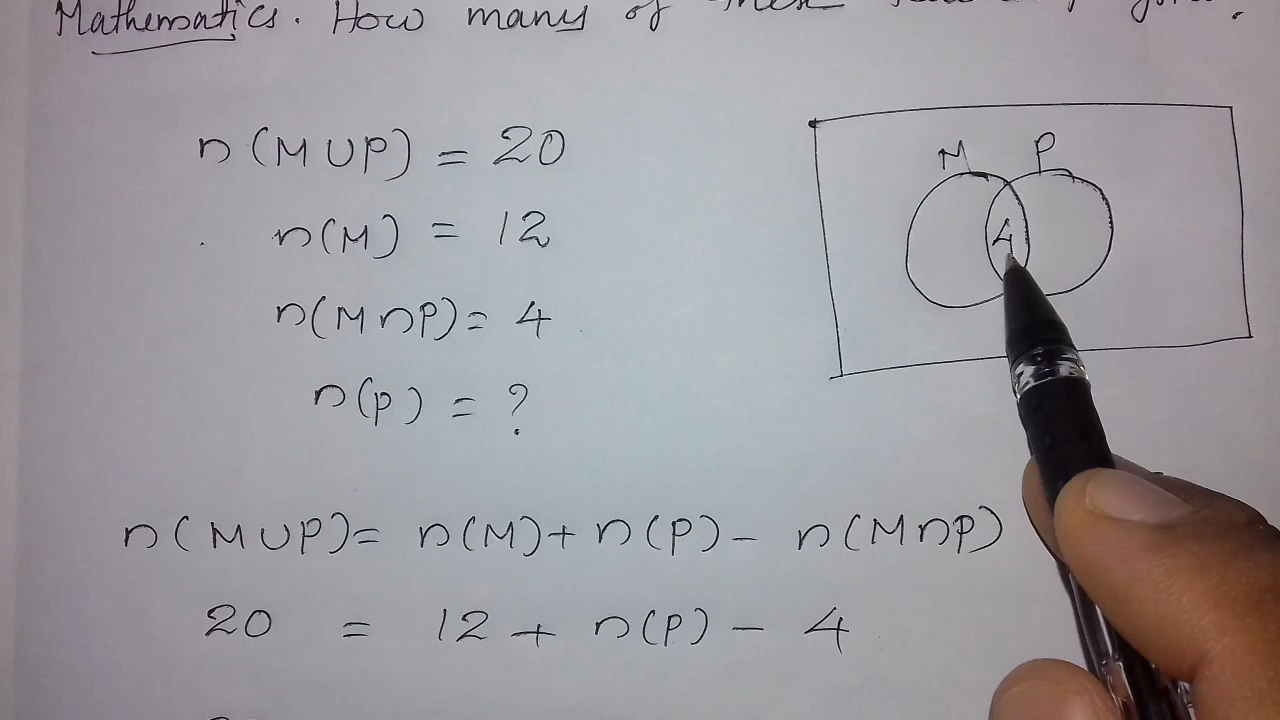 Mathematics. How many of
n(M∪P) = 20
n(M) = 12
n(M∩P) = 4
n(P) = ?
M P
4
n(M∪P) = n(M) + n(P) - n(M∩P)
20 = 12 + n(P) - 4